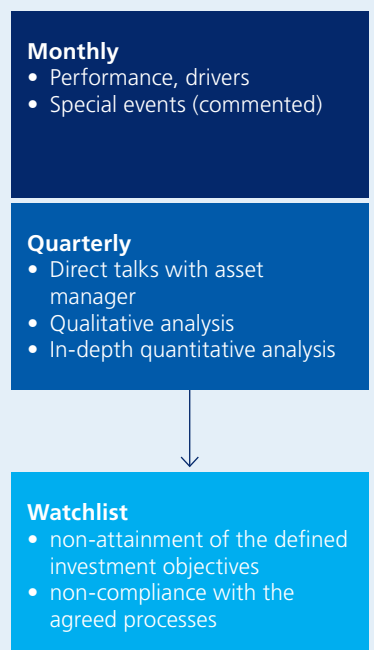 Monthly
• Performance, drivers
• Special events (commented)
Quarterly
• Direct talks with asset
manager
• Qualitative analysis
• In-depth quantitative analysis
Watchlist
• non-attainment of the defined
investment objectives
• non-compliance with the
agreed processes